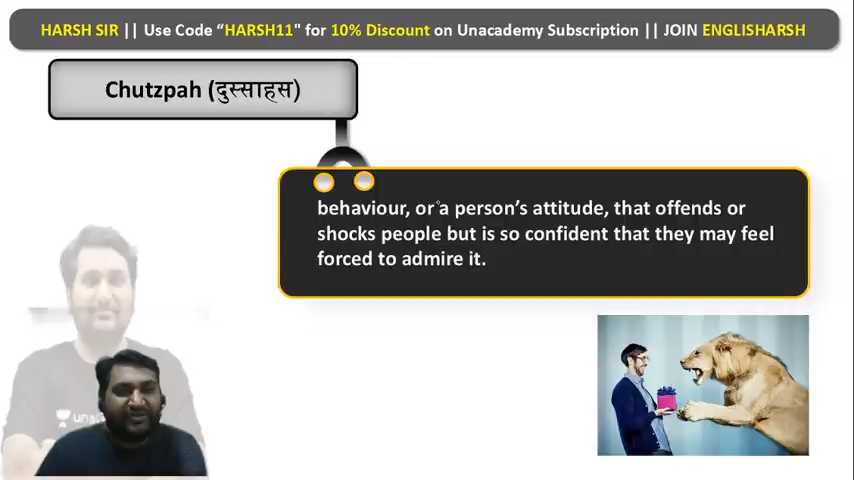 HARSH SIR || Use Code “HARSH11" for 10% Discount on Unacademy Subscription || JOIN ENGLISHARSH
Chutzpah (दुस्साहस)
behaviour, or a person’s attitude, that offends or
shocks people but is so confident that they may feel
forced to admire it.